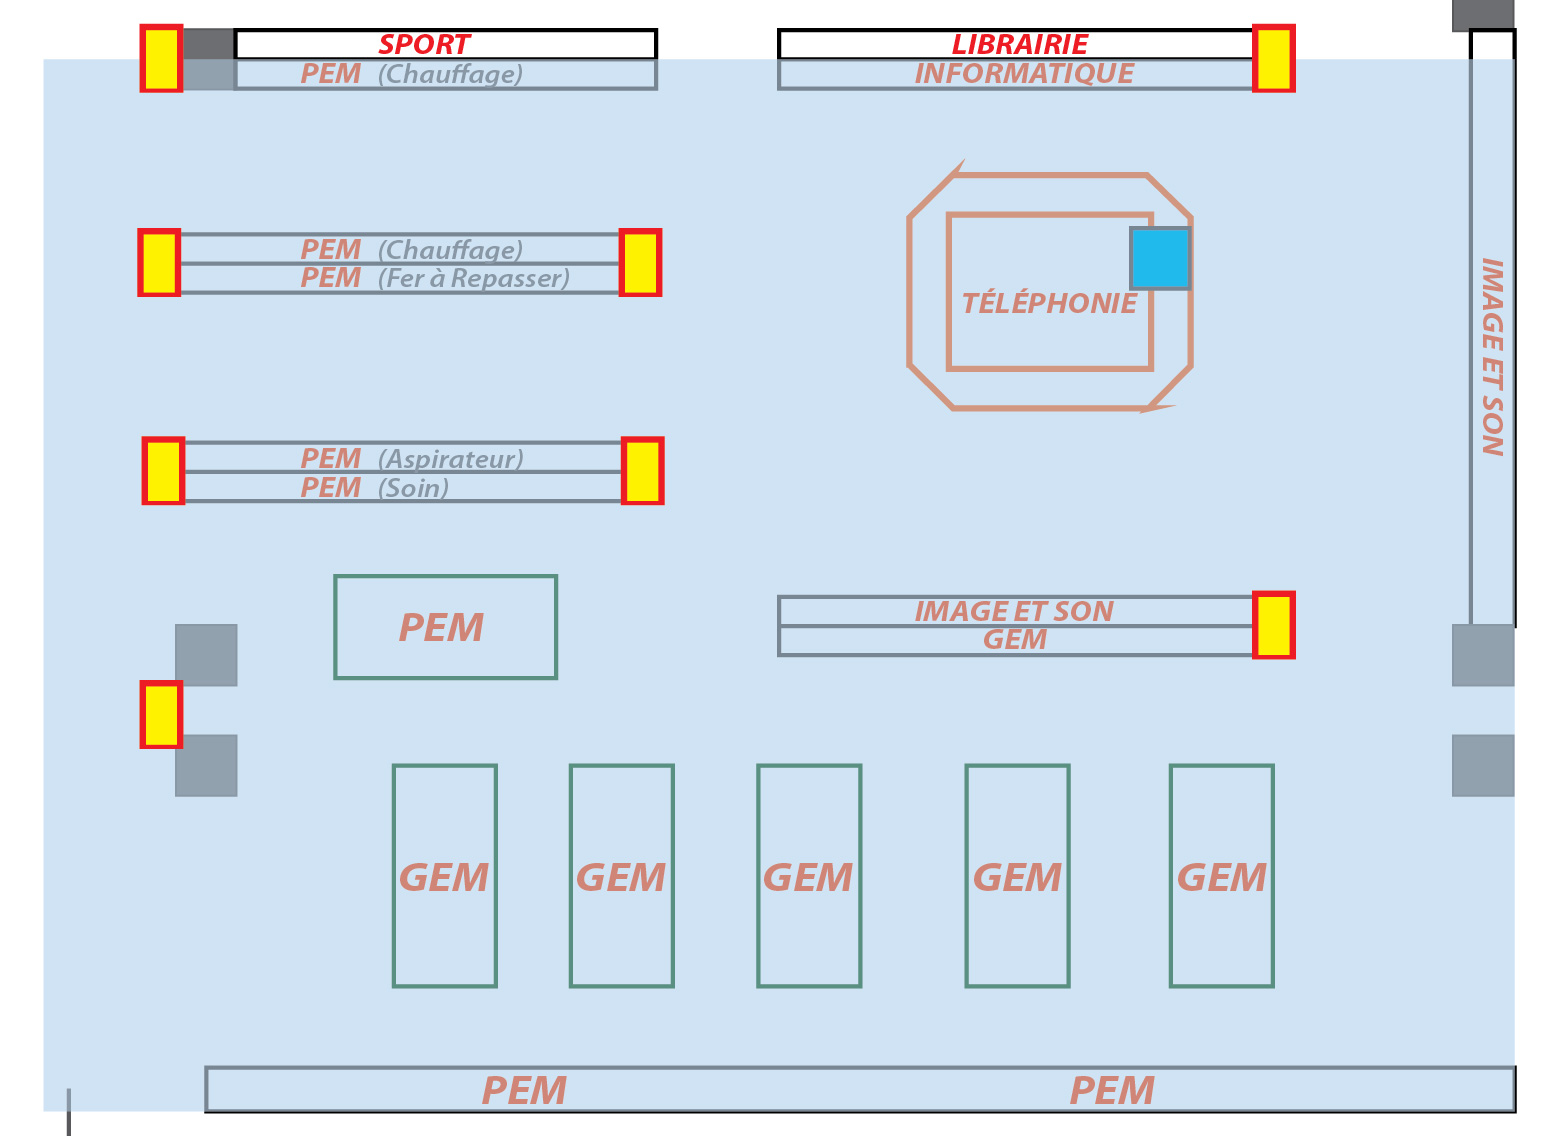 SPORT
PEM (Chauffage)
LIBRAIRIE
INFORMATIQUE
PEM (Chauffage)
PEM (Fer à Repasser)
TÉLÉPHONIE
IMAGE ET SON
PEM (Aspirateur)
PEM (Soin)
PEM
IMAGE ET SON
GEM
GEM
GEM
GEM
GEM
GEM
PEM
PEM